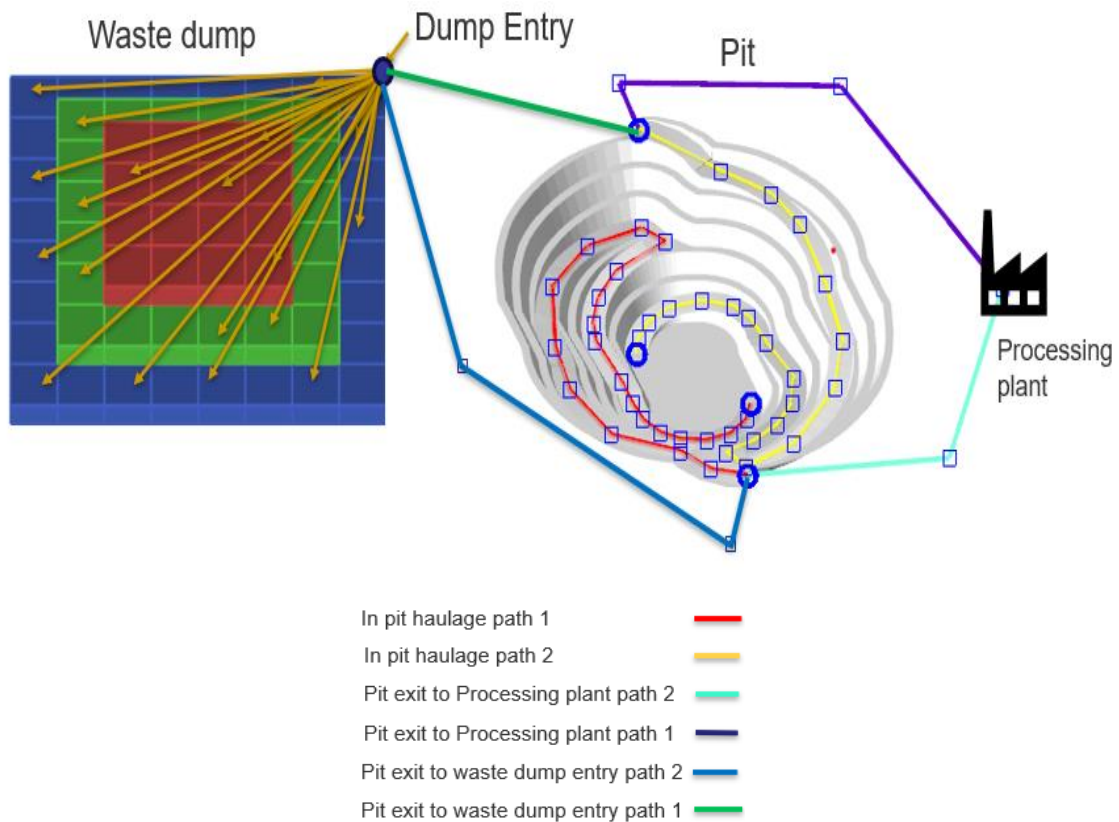 Waste dump
Dump Entry
Pit
Processing
plant
In pit haulage path 1
In pit haulage path 2
Pit exit to Processing plant path 2
Pit exit to Processing plant path 1
Pit exit to waste dump entry path 2
Pit exit to waste dump entry path 1